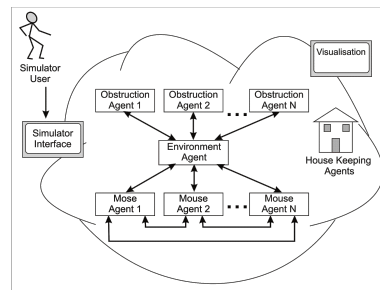 Simulator
User
Visualisation
Obstruction
Agent 1
Obstruction
Agent 2
Obstruction
Agent N
Simulator
Interface
Environment
Agent
House Keeping
Agents
Mose
Agent 1
Mouse
Agent 2
Mouse
Agent N